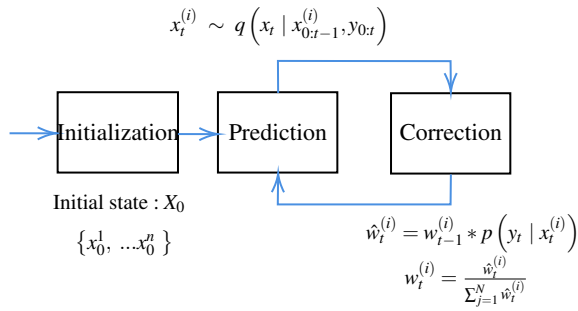 x_t^{(i)} ∼ q(x_t | x_{0:t−1}^{(i)}, y_{0:t})
Initialization
Prediction
Correction
Initial state : X_0
{x_0^1, ...x_0^n}
ŵ_t^{(i)} = w_{t−1}^{(i)} * p(y_t | x_t^{(i)})
w_t^{(i)} = \frac{ŵ_t^{(i)}}{Σ_{j=1}^N ŵ_t^{(i)}}